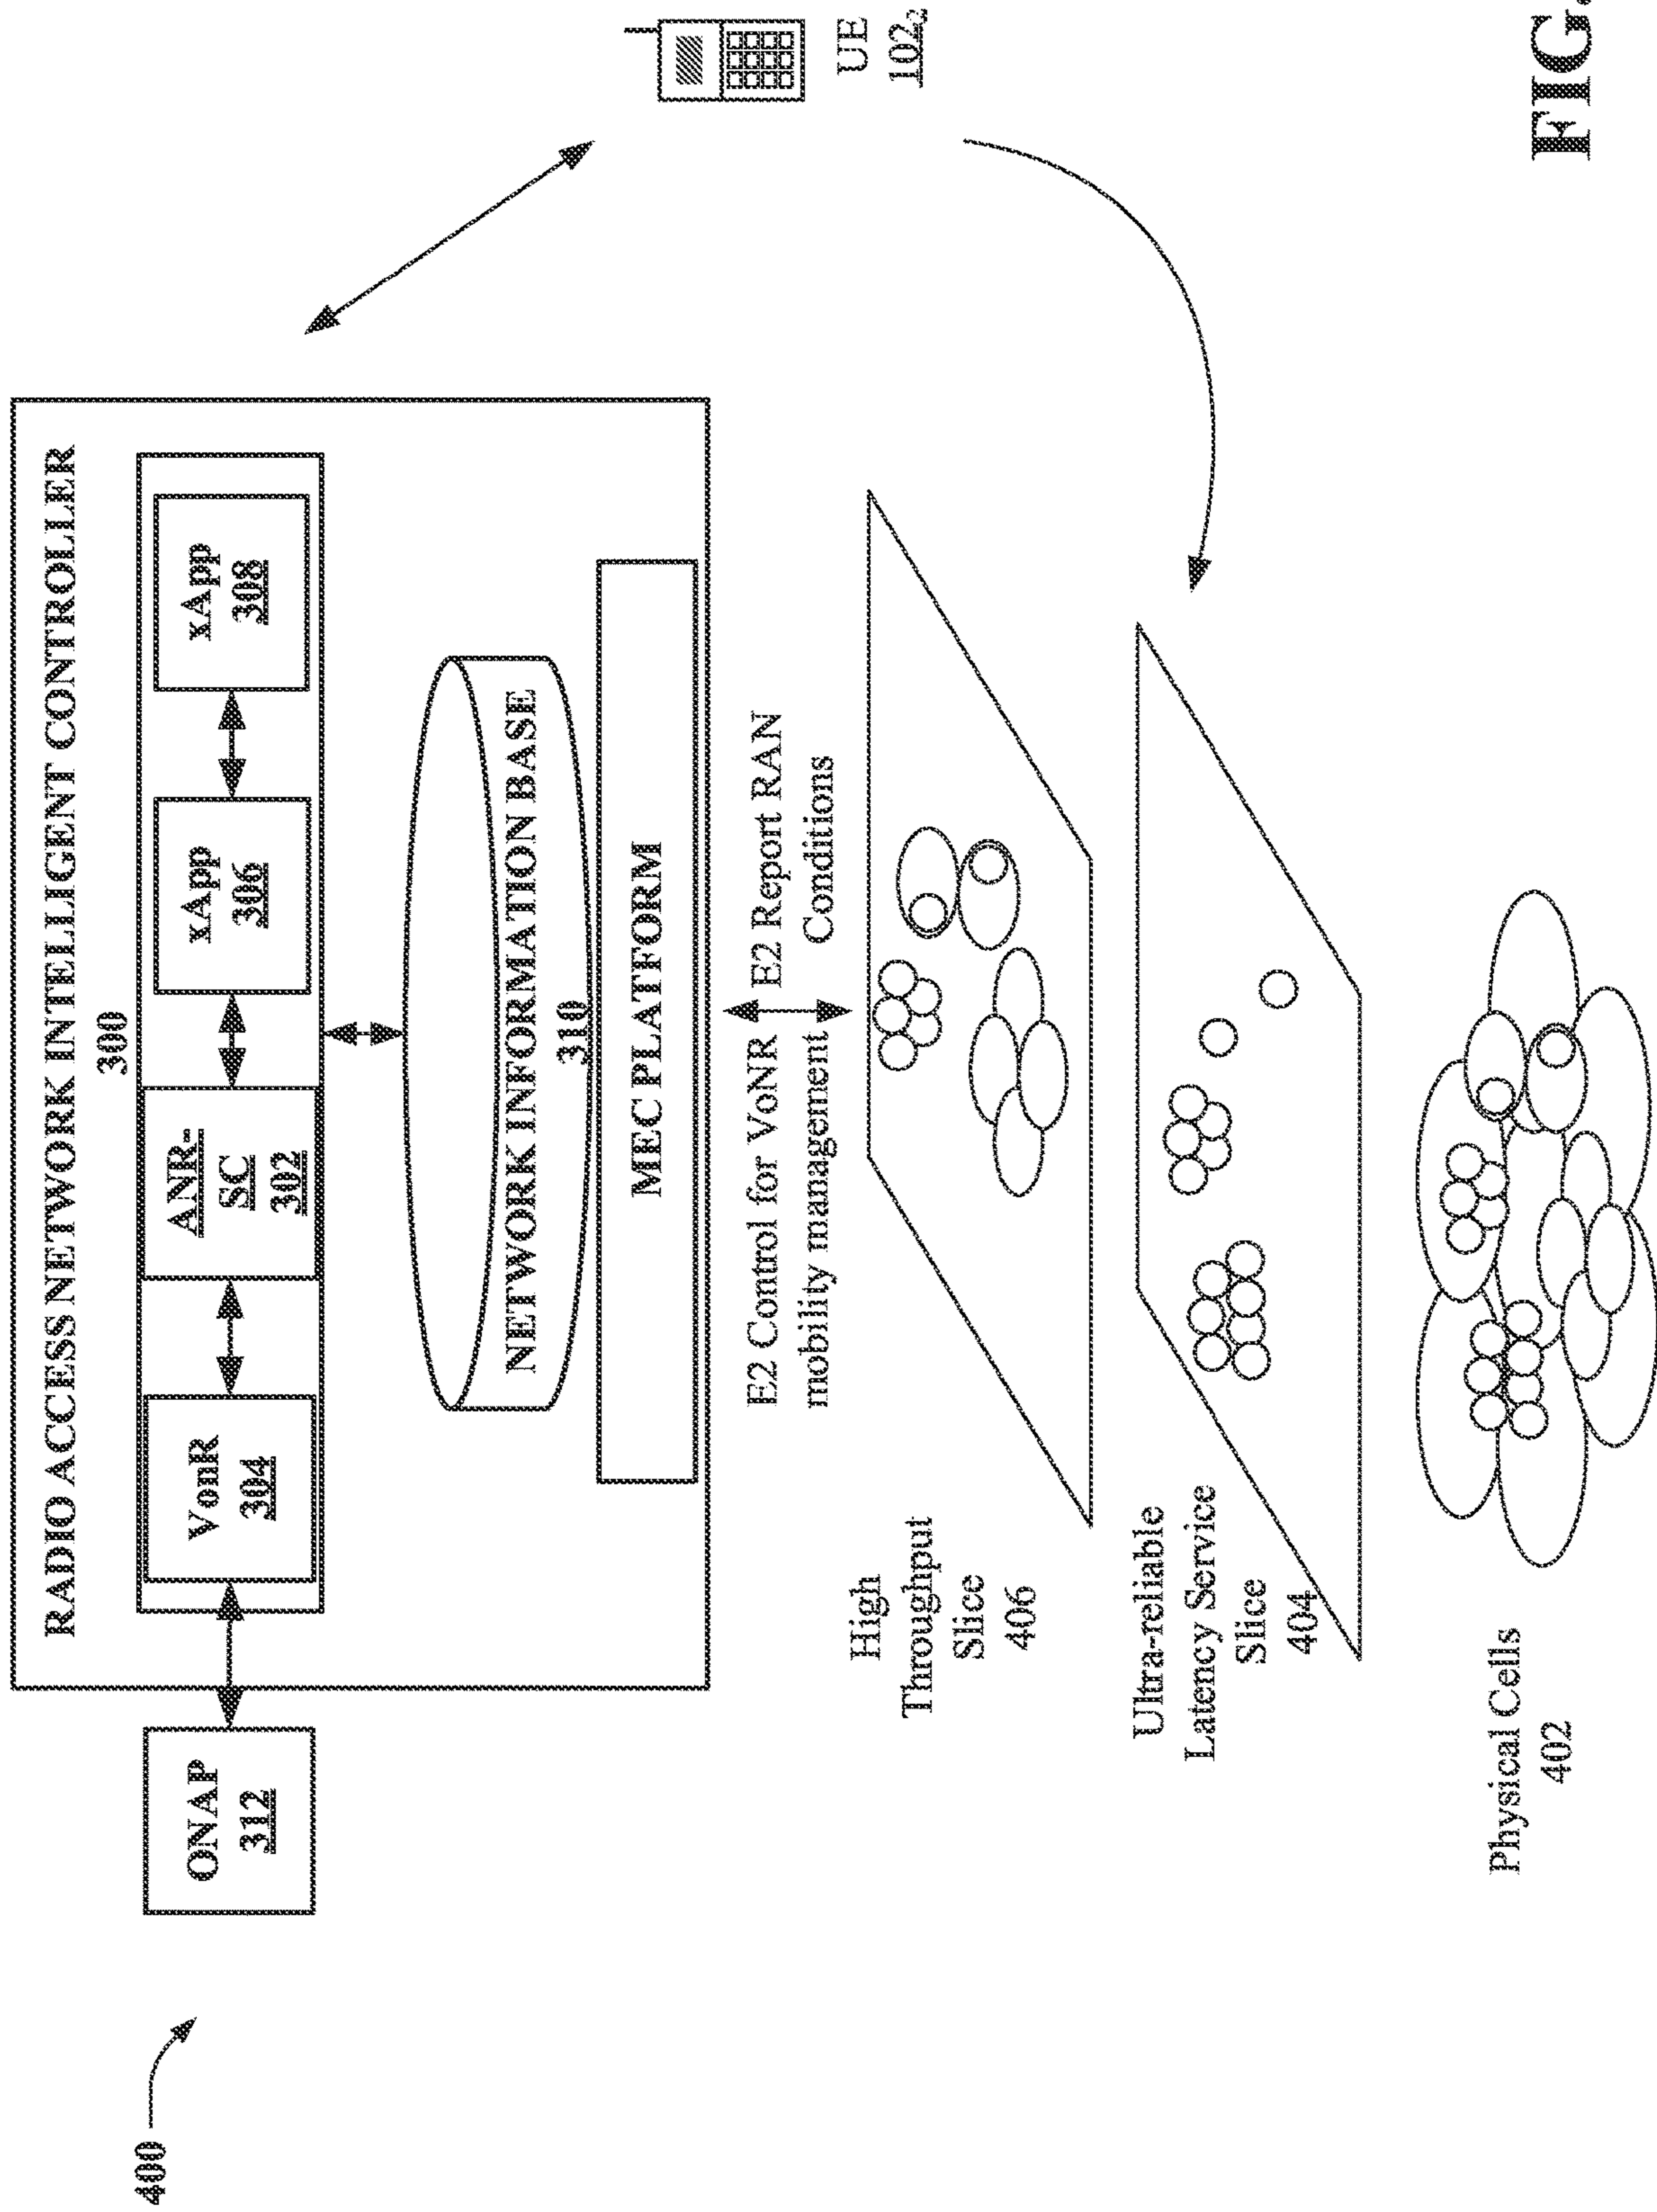 400
RADIO ACCESS NETWORK INTELLIGENT CONTROLLER
300
ONAP
312
VonR
304
ANR-
SC
302
xApp
306
xApp
308
NETWORK INFORMATION BASE
310
MEC PLATFORM
E2 Control for VoNR
mobility management
E2 Report RAN
Conditions
UE
102₂
High
Throughput
Slice
406
Ultra-reliable
Latency Service
Slice
404
Physical Cells
402
FIG.